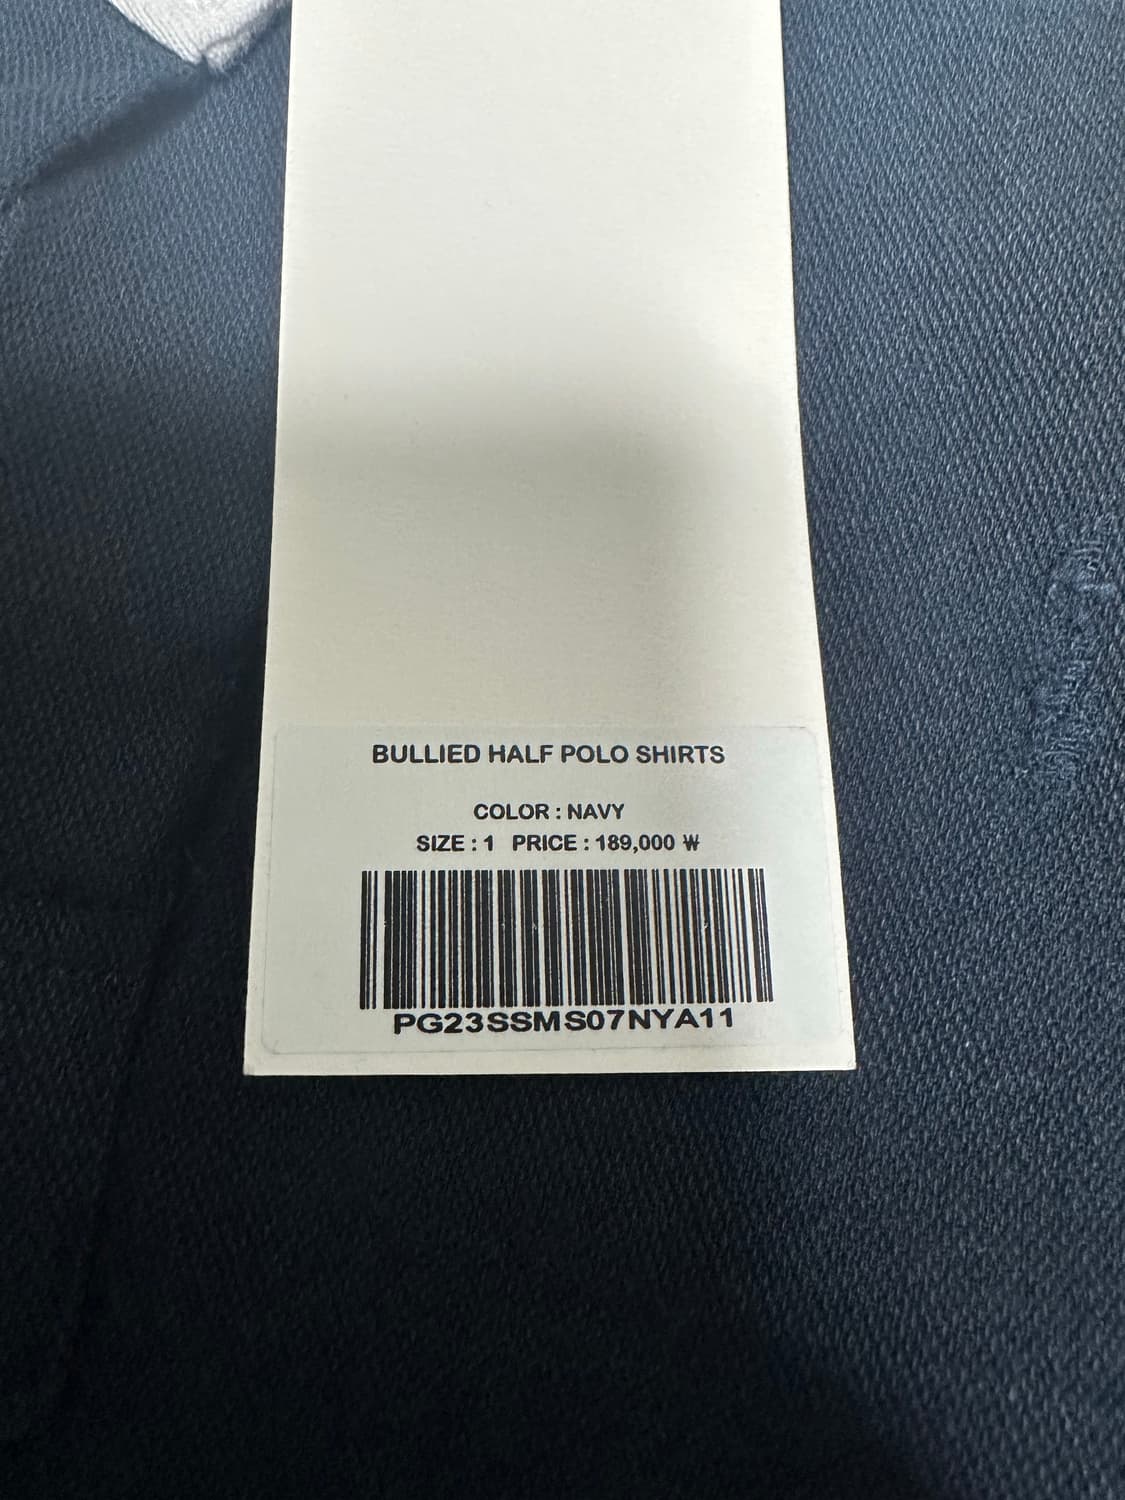 BULLIED HALF POLO SHIRTS
COLOR : NAVY
SIZE : 1 PRICE : 189,000 ₩
PG23SSMS07NYA11